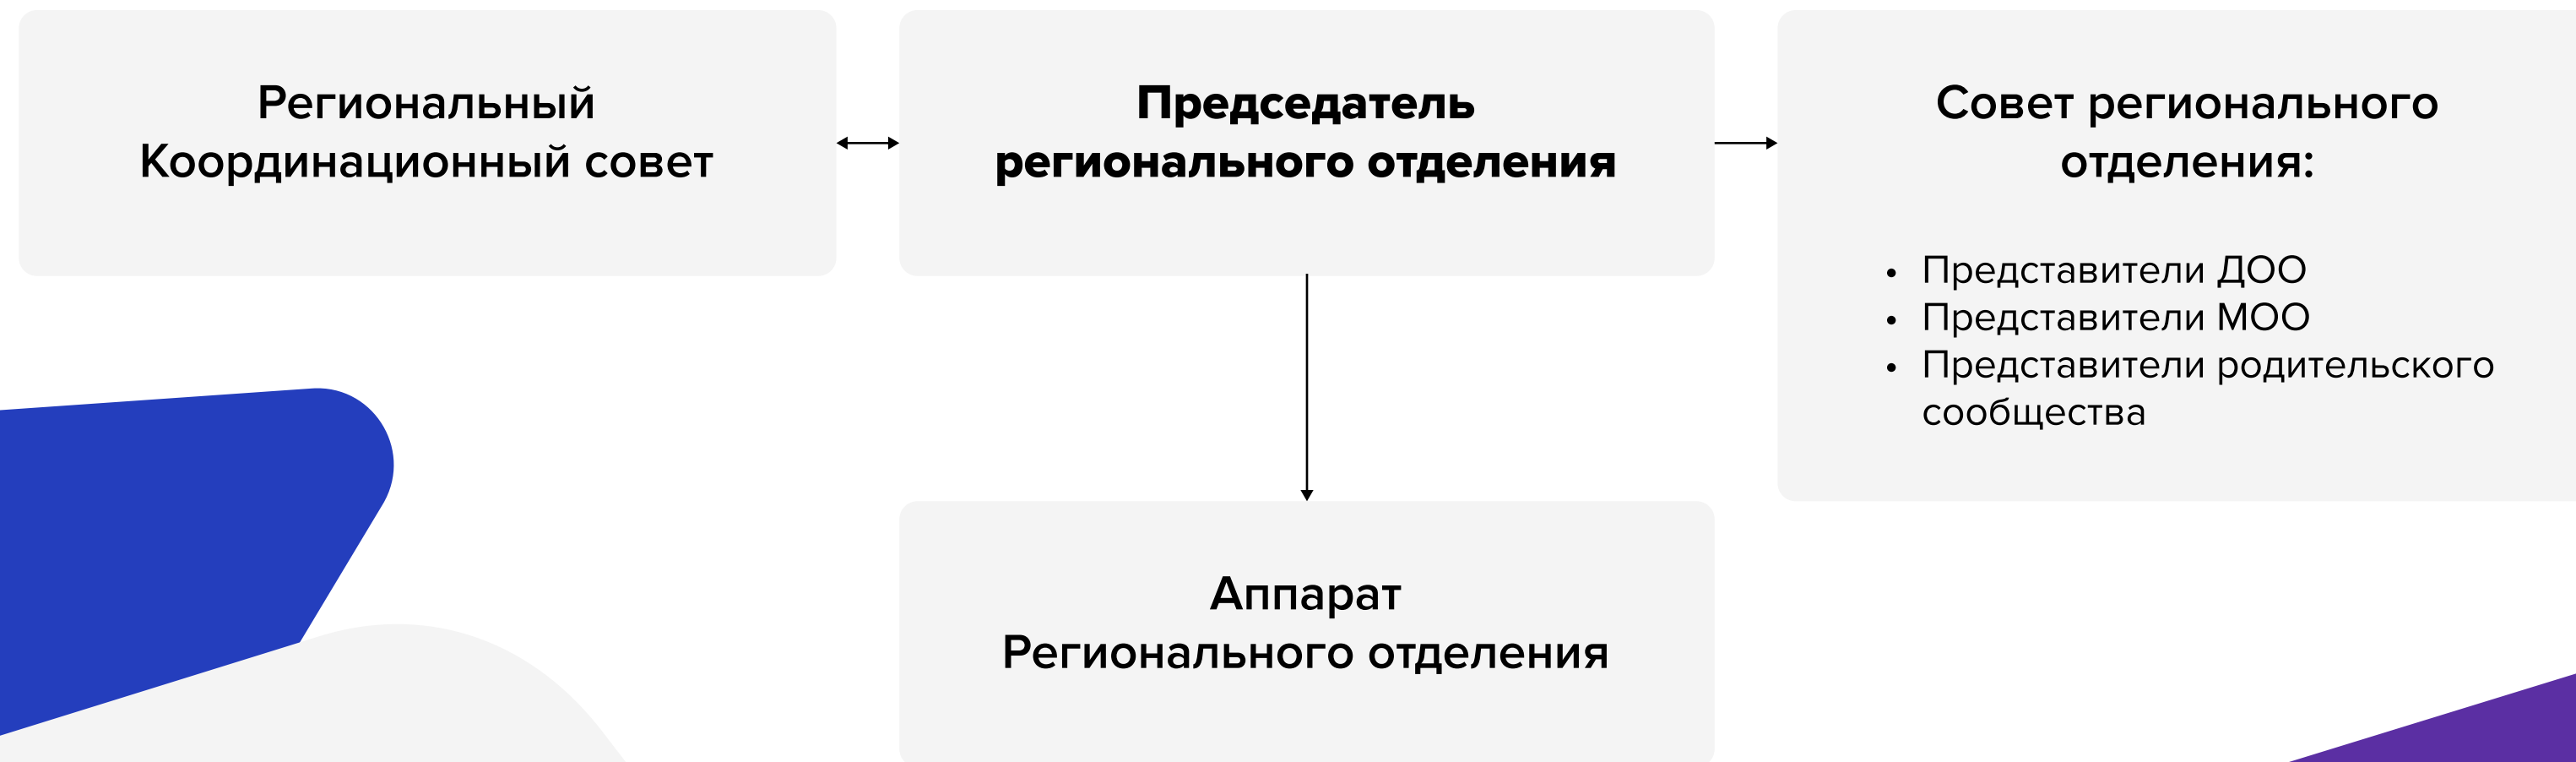 Региональный
Координационный совет
Председатель
регионального отделения
Совет регионального
отделения:
• Представители ДОО
• Представители МОО
• Представители родительского
сообщества
Аппарат
Регионального отделения